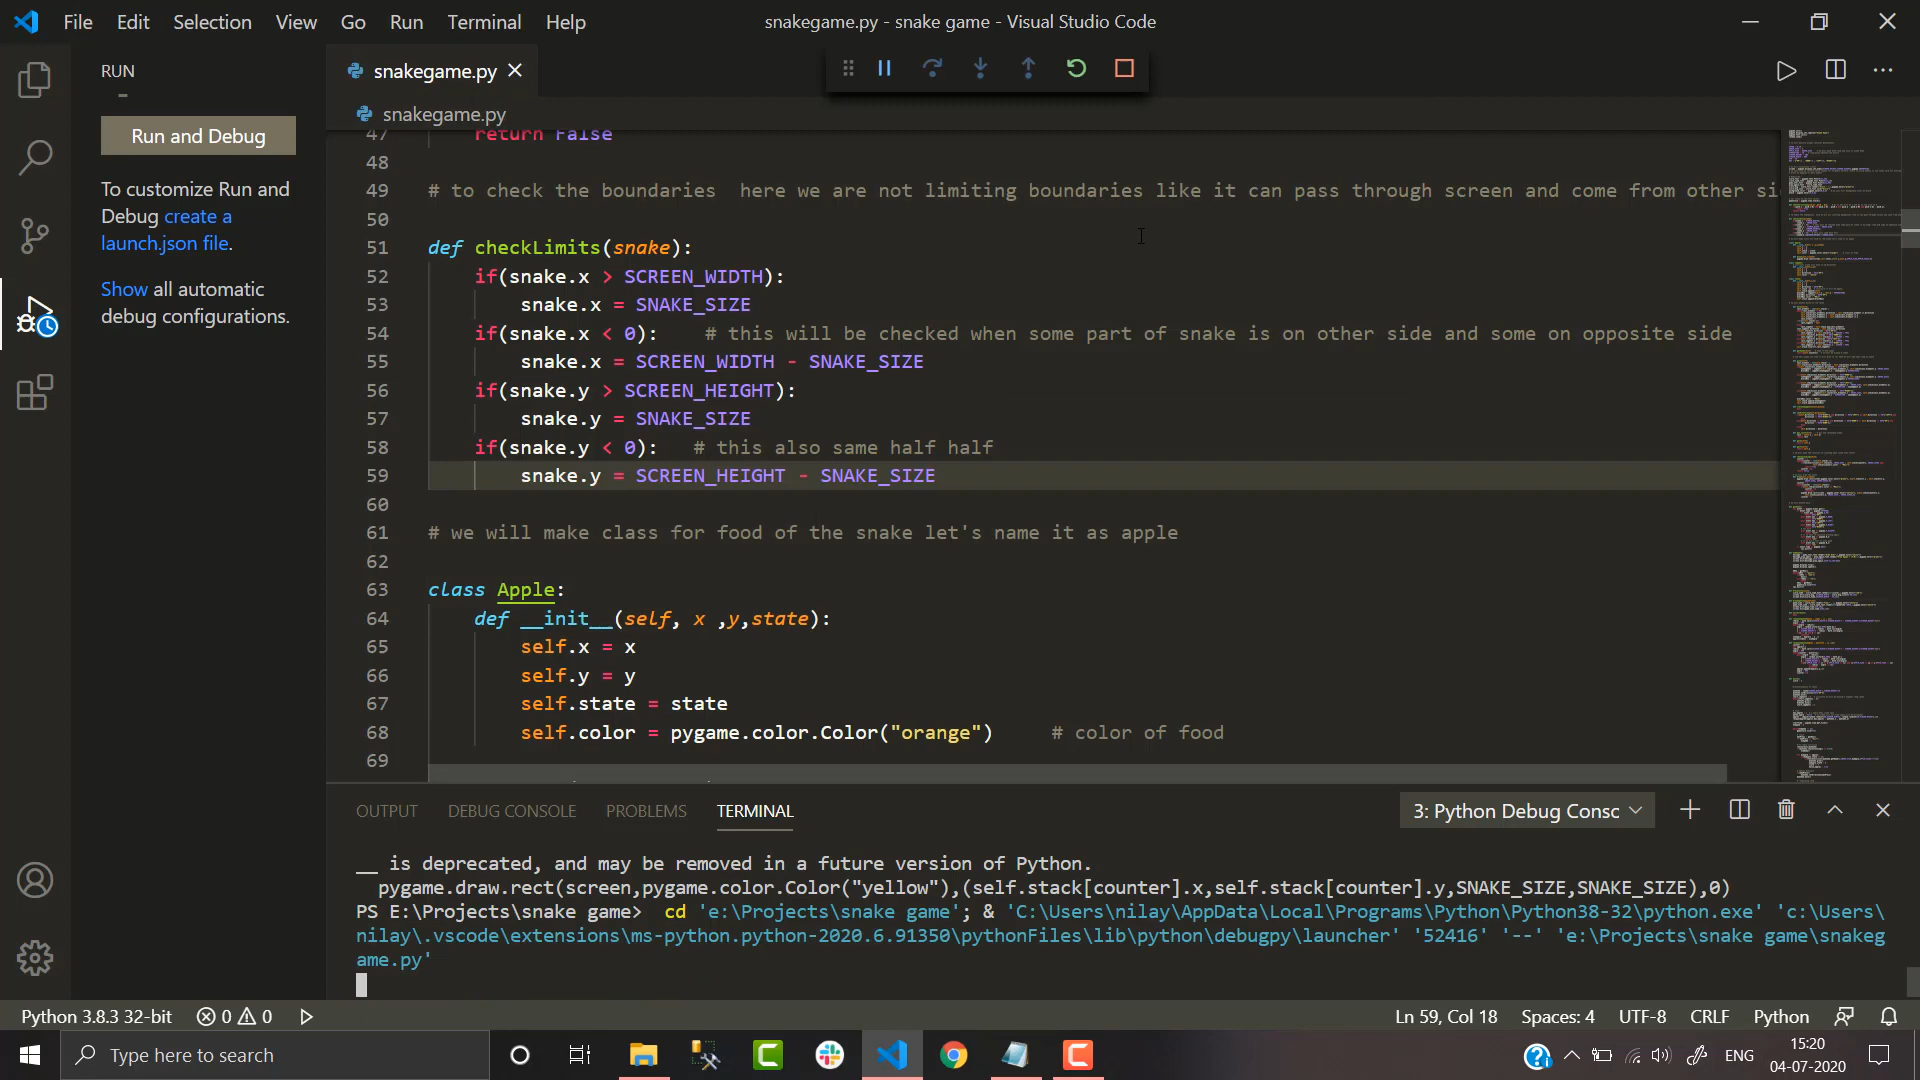 File Edit Selection View Go Run Terminal Help
snakegame.py - snake game - Visual Studio Code
RUN
Run and Debug
To customize Run and
Debug create a
launch.json file.
Show all automatic
debug configurations.
snakegame.py
snakegame.py
47 return False
48
49 # to check the boundaries  here we are not limiting boundaries like it can pass through screen and come from other si
50
51 def checkLimits(snake):
52 if(snake.x > SCREEN_WIDTH):
53 snake.x = SNAKE_SIZE
54 if(snake.x < 0):    # this will be checked when some part of snake is on other side and some on opposite side
55 snake.x = SCREEN_WIDTH - SNAKE_SIZE
56 if(snake.y > SCREEN_HEIGHT):
57 snake.y = SNAKE_SIZE
58 if(snake.y < 0):   # this also same half half
59 snake.y = SCREEN_HEIGHT - SNAKE_SIZE
60
61 # we will make class for food of the snake let's name it as apple
62
63 class Apple:
64 def __init__(self, x ,y,state):
65 self.x = x
66 self.y = y
67 self.state = state
68 self.color = pygame.color.Color("orange")     # color of food
69
OUTPUT DEBUG CONSOLE PROBLEMS TERMINAL
3: Python Debug Consc
__ is deprecated, and may be removed in a future version of Python.
pygame.draw.rect(screen,pygame.color.Color("yellow"),(self.stack[counter].x,self.stack[counter].y,SNAKE_SIZE,SNAKE_SIZE),0)
PS E:\Projects\snake game>  cd 'e:\Projects\snake game'; & 'C:\Users\nilay\AppData\Local\Programs\Python\Python38-32\python.exe' 'c:\Users\
nilay\.vscode\extensions\ms-python.python-2020.6.91350\pythonFiles\lib\python\debugpy\launcher' '52416' '--' 'e:\Projects\snake game\snakeg
ame.py'
Python 3.8.3 32-bit 0 0 Ln 59, Col 18 Spaces: 4 UTF-8 CRLF Python
Type here to search
ENG
15:20
04-07-2020